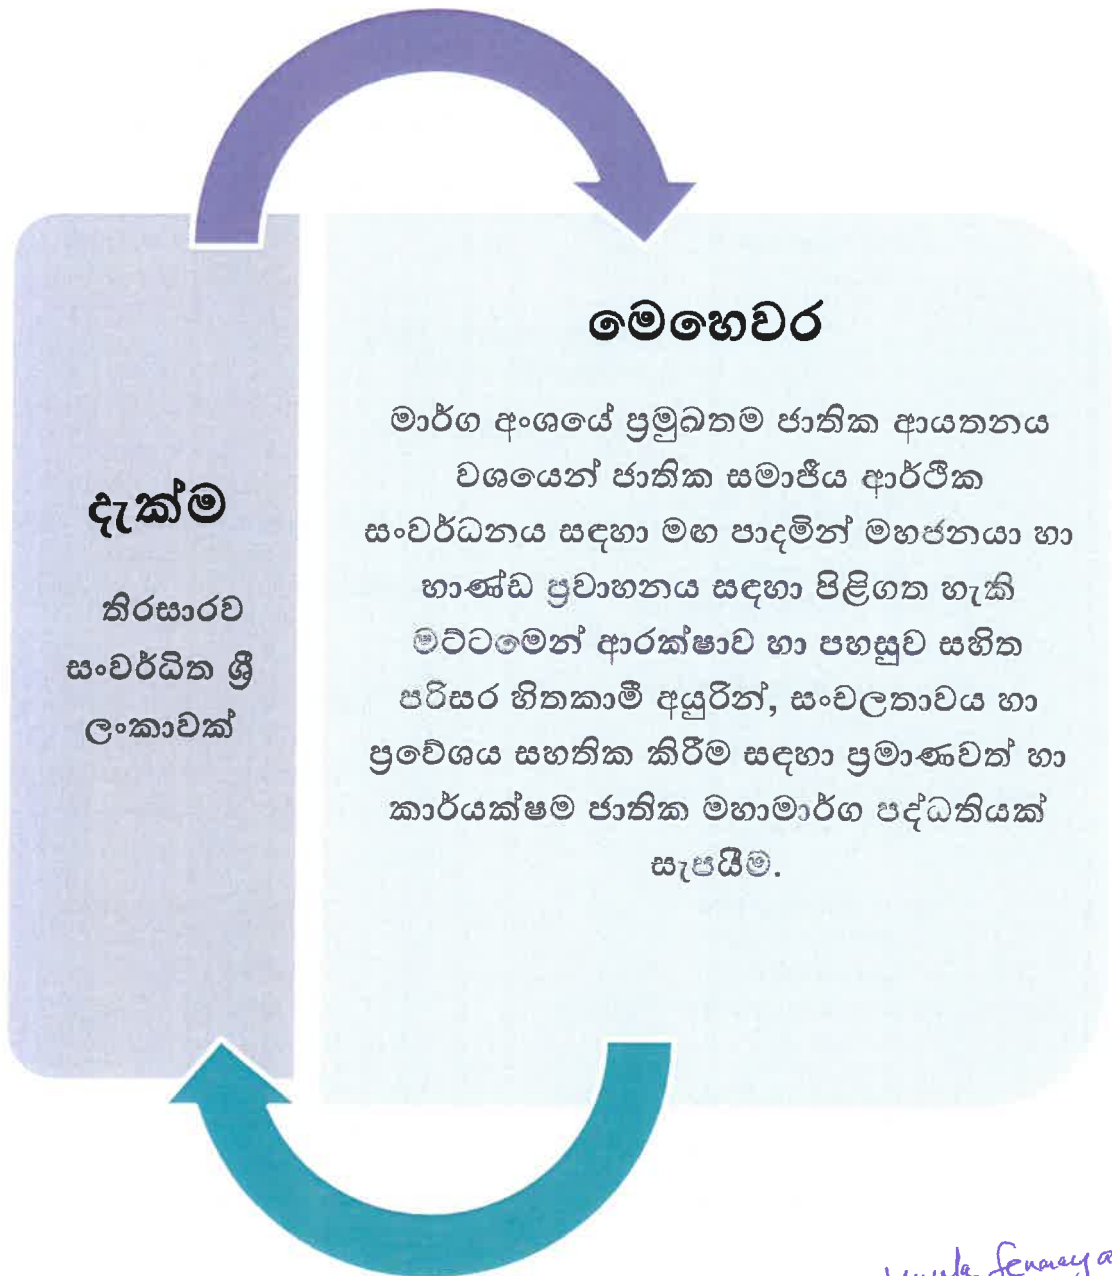 දැක්ම
තිරසාරව
සංවර්ධිත ශ්‍රී
ලංකාවක්
මෙහෙවර
මාර්ග අංශයේ ප්‍රමුඛතම ජාතික ආයතනය
වශයෙන් ජාතික සමාජීය ආර්ථික
සංවර්ධනය සඳහා මඟ පාදමින් මහජනයා හා
භාණ්ඩ ප්‍රවාහනය සඳහා පිළිගත හැකි
මට්ටමෙන් ආරක්ෂාව හා පහසුව සහිත
පරිසර හිතකාමී අයුරින්, සංචලතාවය හා
ප්‍රවේශය සහතික කිරීම සඳහා ප්‍රමාණවත් හා
කාර්යක්ෂම ජාතික මහාමාර්ග පද්ධතියක්
සැපයීම.